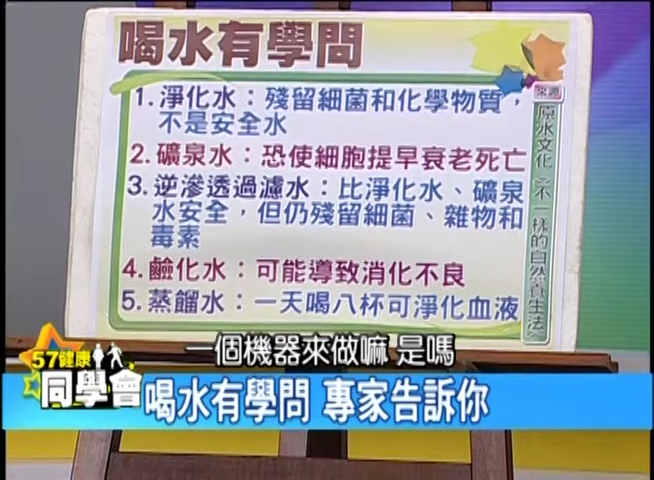 喝水有學問
1.淨化水：殘留細菌和化學物質，
不是安全水
2.礦泉水：恐使細胞提早衰老死亡
3.逆滲透過濾水：比淨化水、礦泉
水安全，但仍殘留細菌、雜物和
毒素
4.鹼化水：可能導致消化不良
5.蒸餾水：一天喝八杯可淨化血液
來源
原水文化《不一樣的自然養生法》
一個機器來做嘛 是嗎
57健康
同學會
喝水有學問 專家告訴你